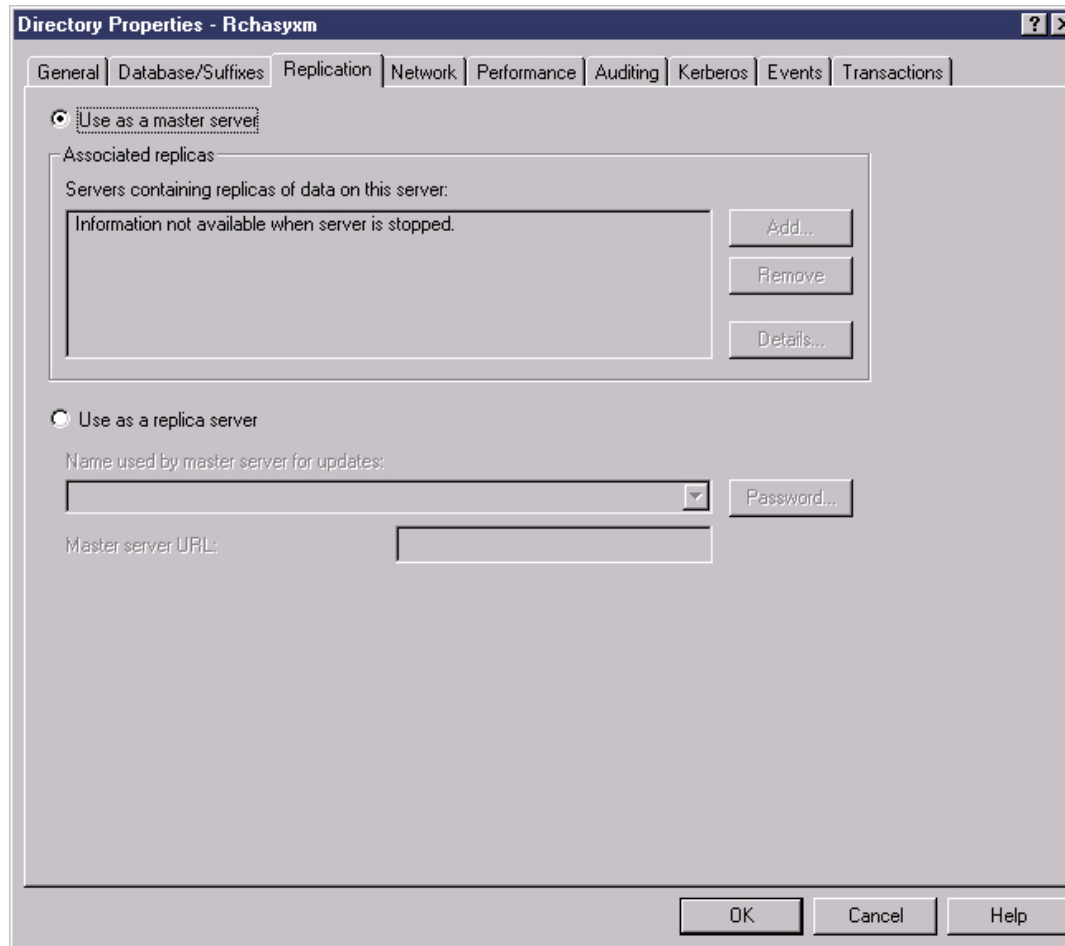 Directory Properties - Rchasyxm
General Database/Suffixes Replication Network Performance Auditing Kerberos Events Transactions
Use as a master server
Associated replicas
Servers containing replicas of data on this server:
Information not available when server is stopped.
Add...
Remove
Details...
Use as a replica server
Name used by master server for updates:
Password...
Master server URL:
OK Cancel Help